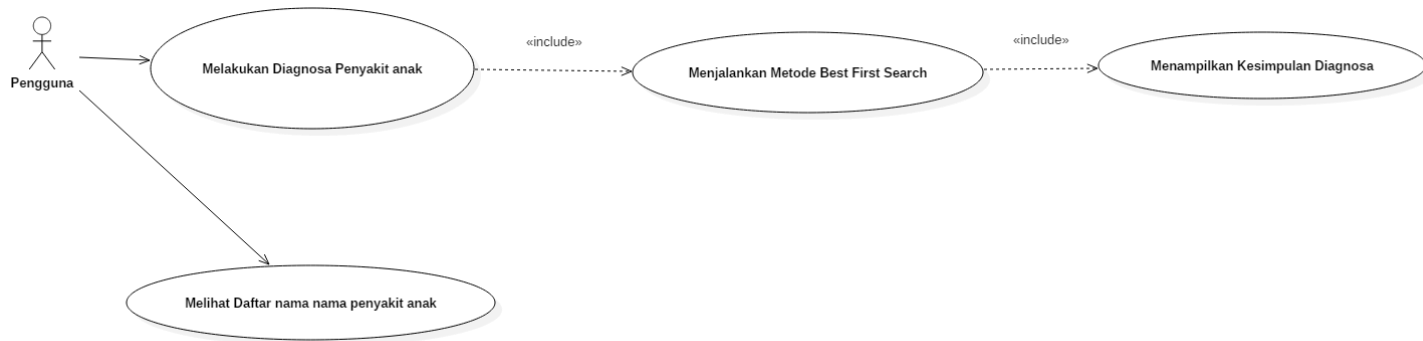 Pengguna
Melakukan Diagnosa Penyakit anak
«include»
Menjalankan Metode Best First Search
«include»
Menampilkan Kesimpulan Diagnosa
Melihat Daftar nama nama penyakit anak